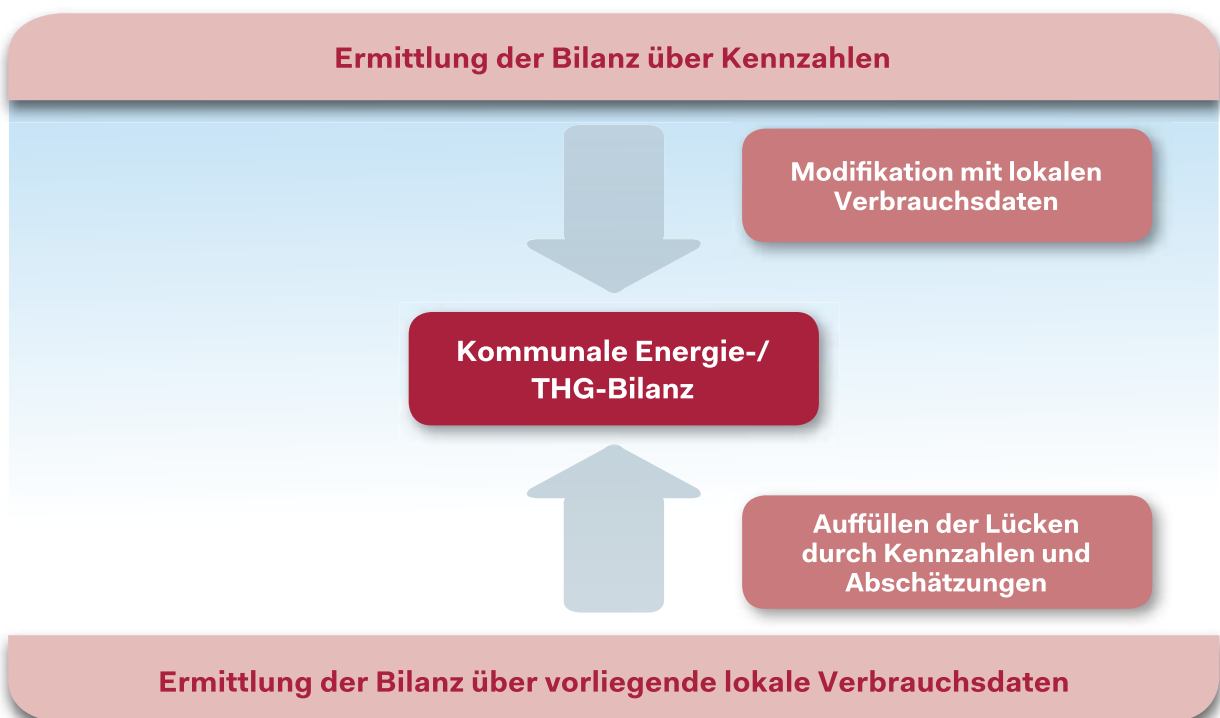 Ermittlung der Bilanz über Kennzahlen
Modifikation mit lokalen
Verbrauchsdaten
Kommunale Energie-/
THG-Bilanz
Auffüllen der Lücken
durch Kennzahlen und
Abschätzungen
Ermittlung der Bilanz über vorliegende lokale Verbrauchsdaten